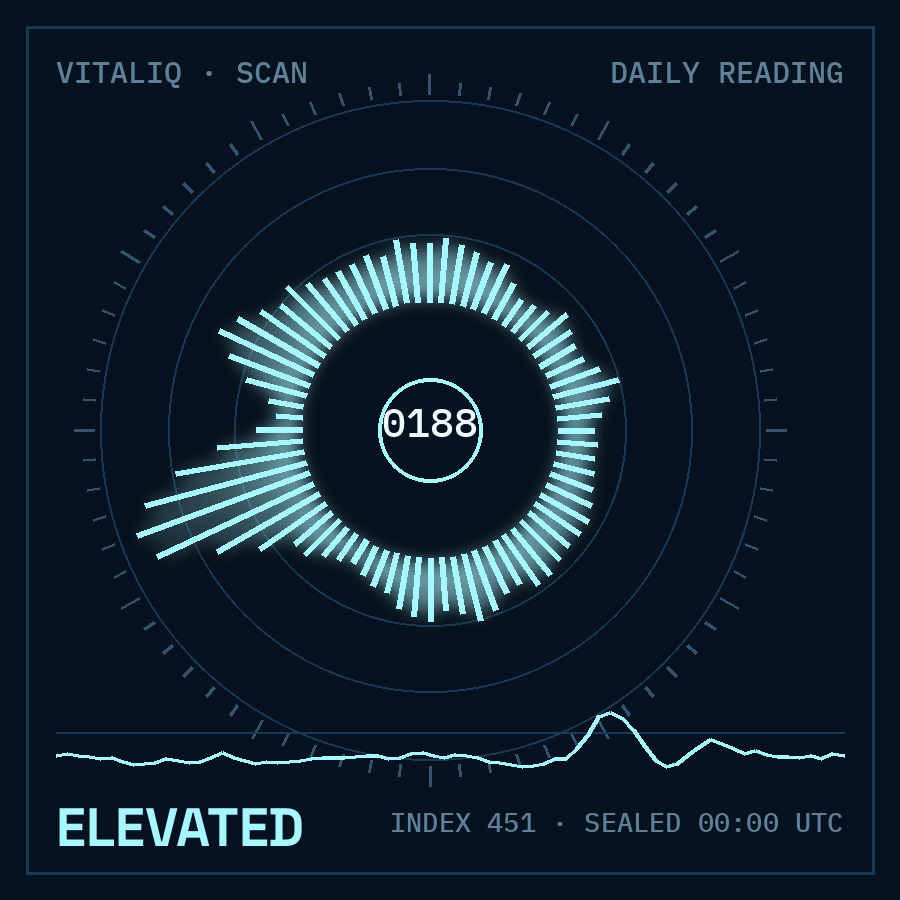 VITALIQ · SCAN
DAILY READING
0188
ELEVATED
INDEX 451 · SEALED 00:00 UTC